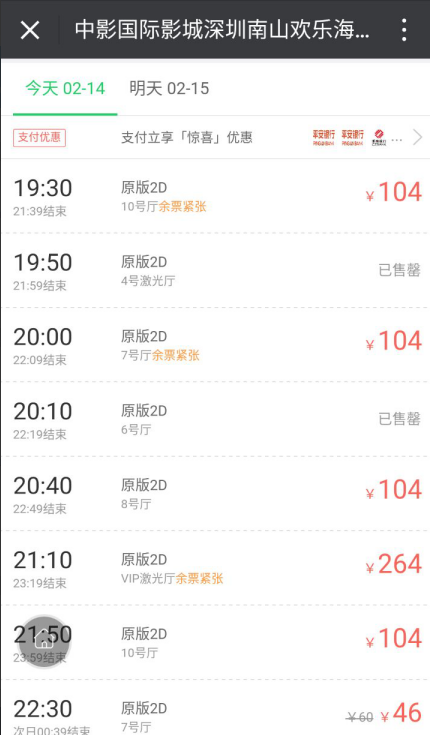 中影国际影城深圳南山欢乐海...
今天 02-14 明天 02-15
支付优惠 支付立享「惊喜」优惠 平安银行 平安银行 ...
19:30 原版2D ￥104
21:39结束 10号厅余票紧张
19:50 原版2D 已售罄
21:59结束 4号激光厅
20:00 原版2D ￥104
22:09结束 7号厅余票紧张
20:10 原版2D 已售罄
22:19结束 6号厅
20:40 原版2D ￥104
22:49结束 8号厅
21:10 原版2D ￥264
23:19结束 VIP激光厅余票紧张
21:50 原版2D ￥104
23:59结束 10号厅
22:30 原版2D ￥60 ￥46
次日00:39结束 7号厅